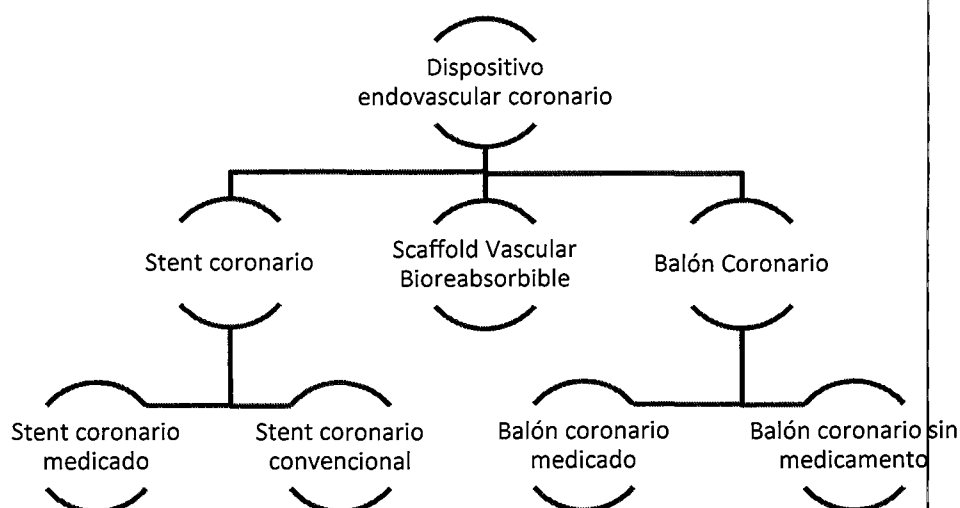 Dispositivo
endovascular coronario
Stent coronario
Scaffold Vascular
Bioreabsorbible
Balón Coronario
Stent coronario
medicado
Stent coronario
convencional
Balón coronario
medicado
Balón coronario sin
medicamento